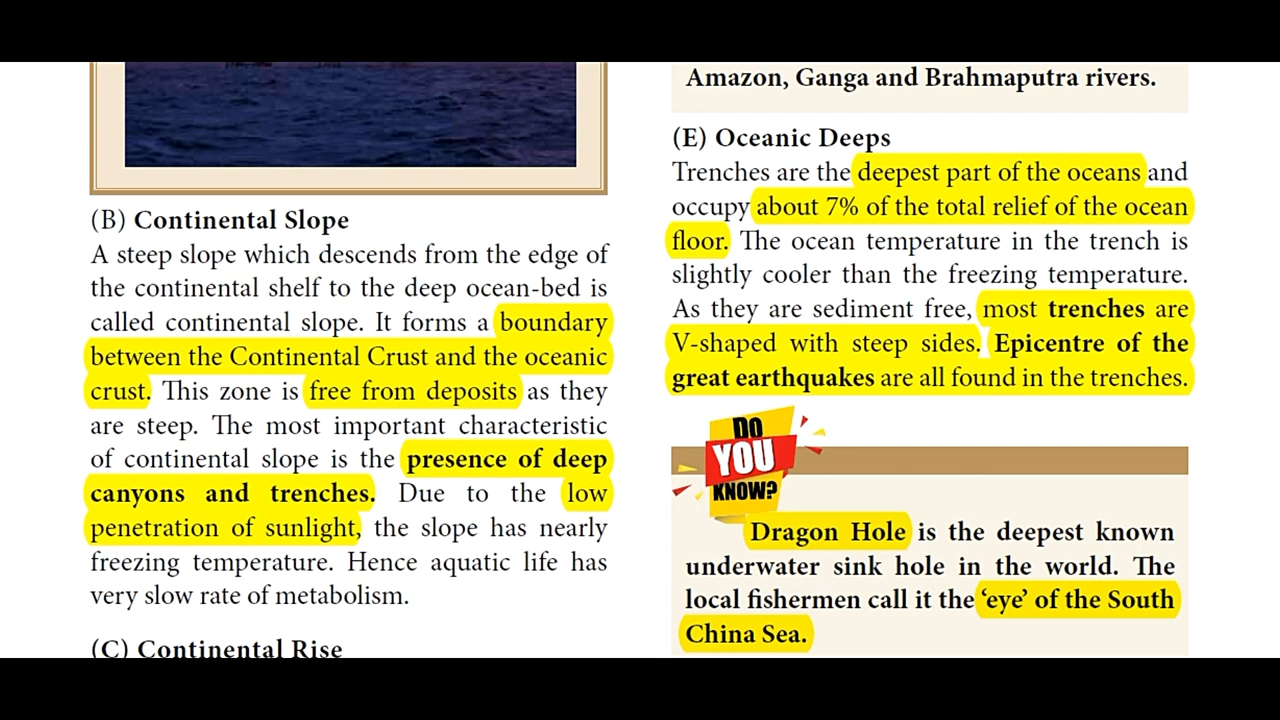 (B) Continental Slope
A steep slope which descends from the edge of
the continental shelf to the deep ocean-bed is
called continental slope. It forms a boundary
between the Continental Crust and the oceanic
crust. This zone is free from deposits as they
are steep. The most important characteristic
of continental slope is the presence of deep
canyons and trenches. Due to the low
penetration of sunlight, the slope has nearly
freezing temperature. Hence aquatic life has
very slow rate of metabolism.
(C) Continental Rise
Amazon, Ganga and Brahmaputra rivers.
(E) Oceanic Deeps
Trenches are the deepest part of the oceans and
occupy about 7% of the total relief of the ocean
floor. The ocean temperature in the trench is
slightly cooler than the freezing temperature.
As they are sediment free, most trenches are
V-shaped with steep sides. Epicentre of the
great earthquakes are all found in the trenches.
DO
YOU
KNOW?
Dragon Hole is the deepest known
underwater sink hole in the world. The
local fishermen call it the ‘eye’ of the South
China Sea.